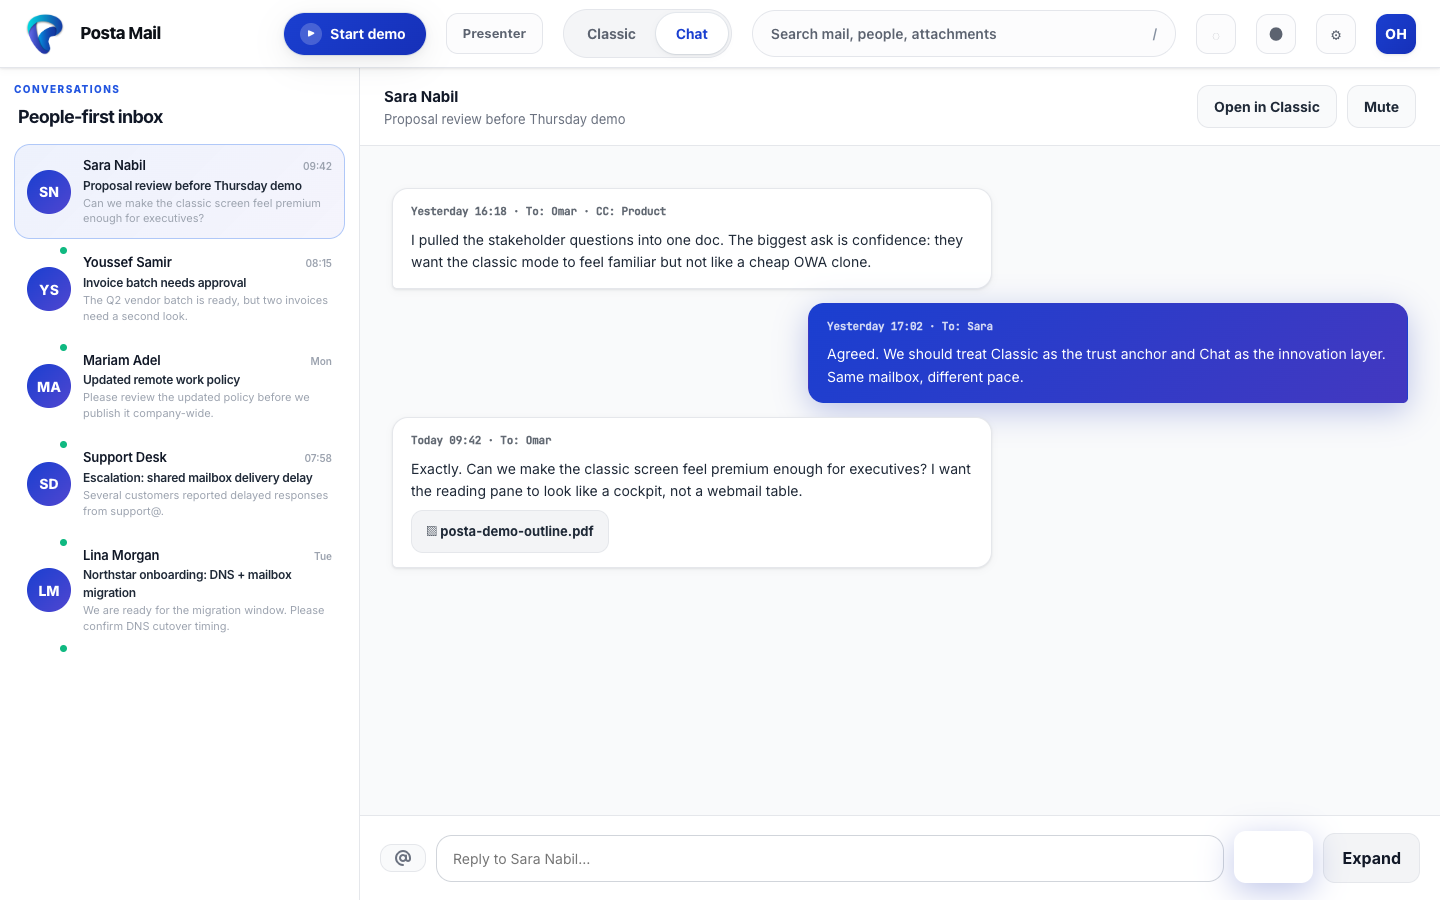 Posta Mail
Start demo
Presenter
Classic
Chat
Search mail, people, attachments
/
OH
CONVERSATIONS
People-first inbox
SN
Sara Nabil
09:42
Proposal review before Thursday demo
Can we make the classic screen feel premium
enough for executives?
YS
Youssef Samir
08:15
Invoice batch needs approval
The Q2 vendor batch is ready, but two invoices
need a second look.
MA
Mariam Adel
Mon
Updated remote work policy
Please review the updated policy before we
publish it company-wide.
SD
Support Desk
07:58
Escalation: shared mailbox delivery delay
Several customers reported delayed responses
from support@.
LM
Lina Morgan
Tue
Northstar onboarding: DNS + mailbox
migration
We are ready for the migration window. Please
confirm DNS cutover timing.
Sara Nabil
Proposal review before Thursday demo
Open in Classic
Mute
Yesterday 16:18 · To: Omar · CC: Product
I pulled the stakeholder questions into one doc. The biggest ask is confidence: they
want the classic mode to feel familiar but not like a cheap OWA clone.
Yesterday 17:02 · To: Sara
Agreed. We should treat Classic as the trust anchor and Chat as the innovation layer.
Same mailbox, different pace.
Today 09:42 · To: Omar
Exactly. Can we make the classic screen feel premium enough for executives? I want
the reading pane to look like a cockpit, not a webmail table.
posta-demo-outline.pdf
@
Reply to Sara Nabil...
Expand